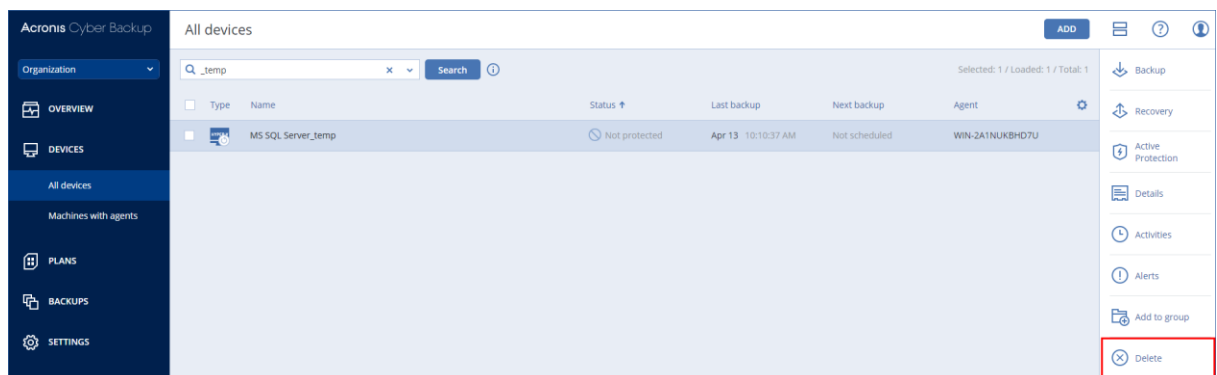 Acronis Cyber Backup
All devices
ADD
Organization
_temp
Search
Selected: 1 / Loaded: 1 / Total: 1
Type Name Status Last backup Next backup Agent
MS SQL Server_temp Not protected Apr 13 10:10:37 AM Not scheduled WIN-2A1NUKBHD7U
OVERVIEW
DEVICES
All devices
Machines with agents
PLANS
BACKUPS
SETTINGS
Backup
Recovery
Active
Protection
Details
Activities
Alerts
Add to group
Delete